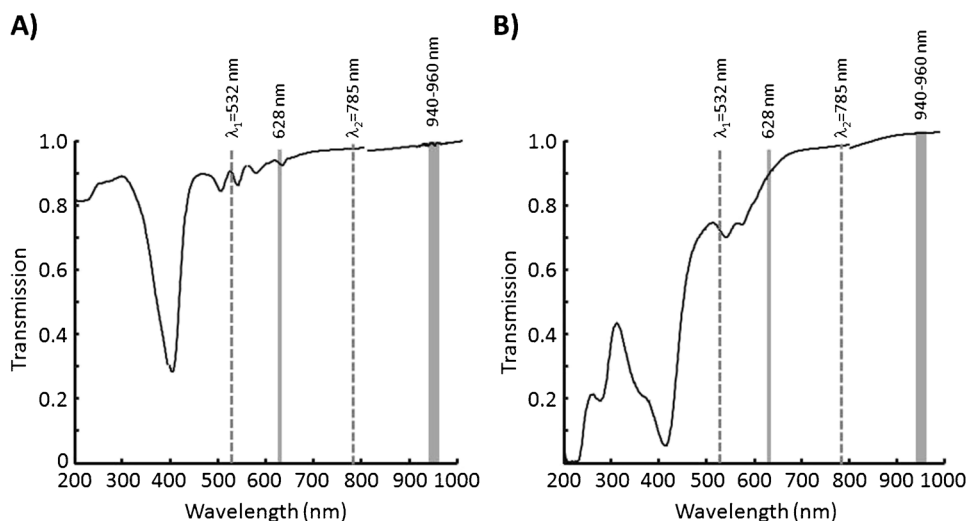 A)
λ1=532 nm
628 nm
λ2=785 nm
940-960 nm
1.0
0.8
0.6
0.4
0.2
0
Transmission
200 300 400 500 600 700 800 900 1000
Wavelength (nm)
B)
λ1=532 nm
628 nm
λ2=785 nm
940-960 nm
1.0
0.8
0.6
0.4
0.2
0
Transmission
200 300 400 500 600 700 800 900 1000
Wavelength (nm)